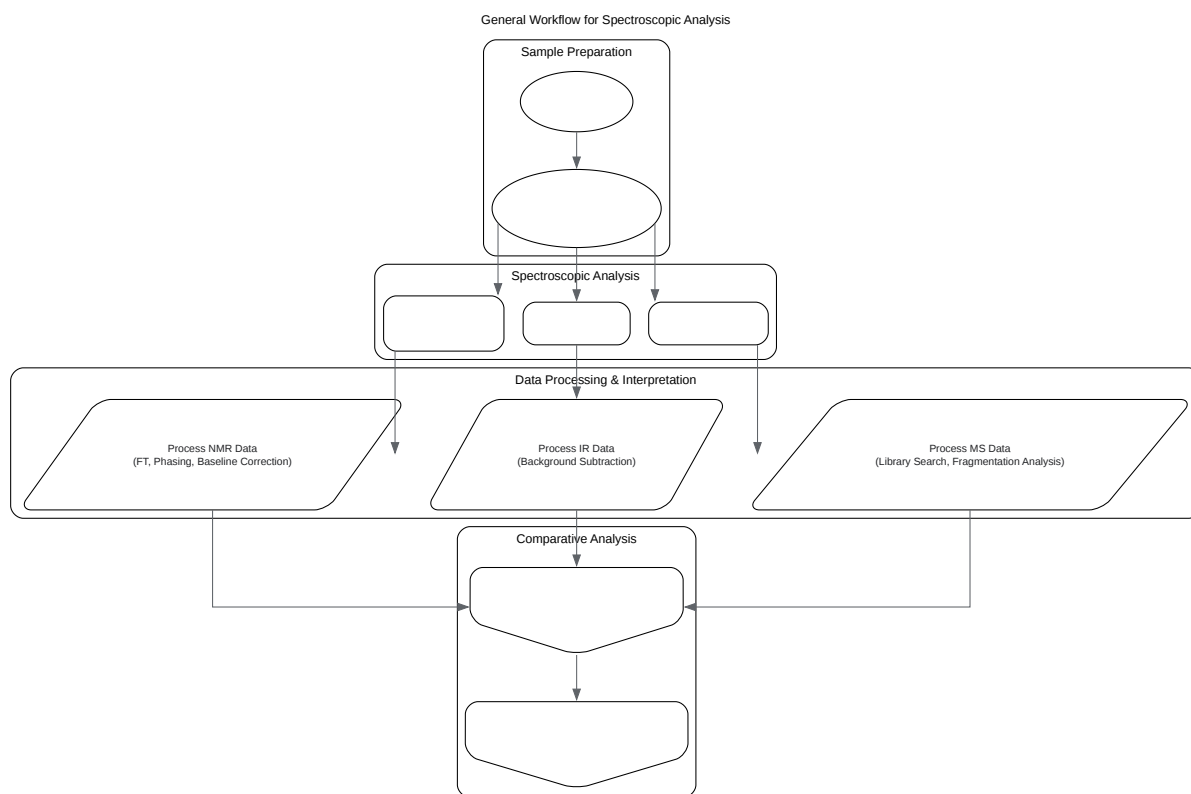 General Workflow for Spectroscopic Analysis
Sample Preparation
Spectroscopic Analysis
Data Processing & Interpretation
Process NMR Data
(FT, Phasing, Baseline Correction)
Process IR Data
(Background Subtraction)
Process MS Data
(Library Search, Fragmentation Analysis)
Comparative Analysis